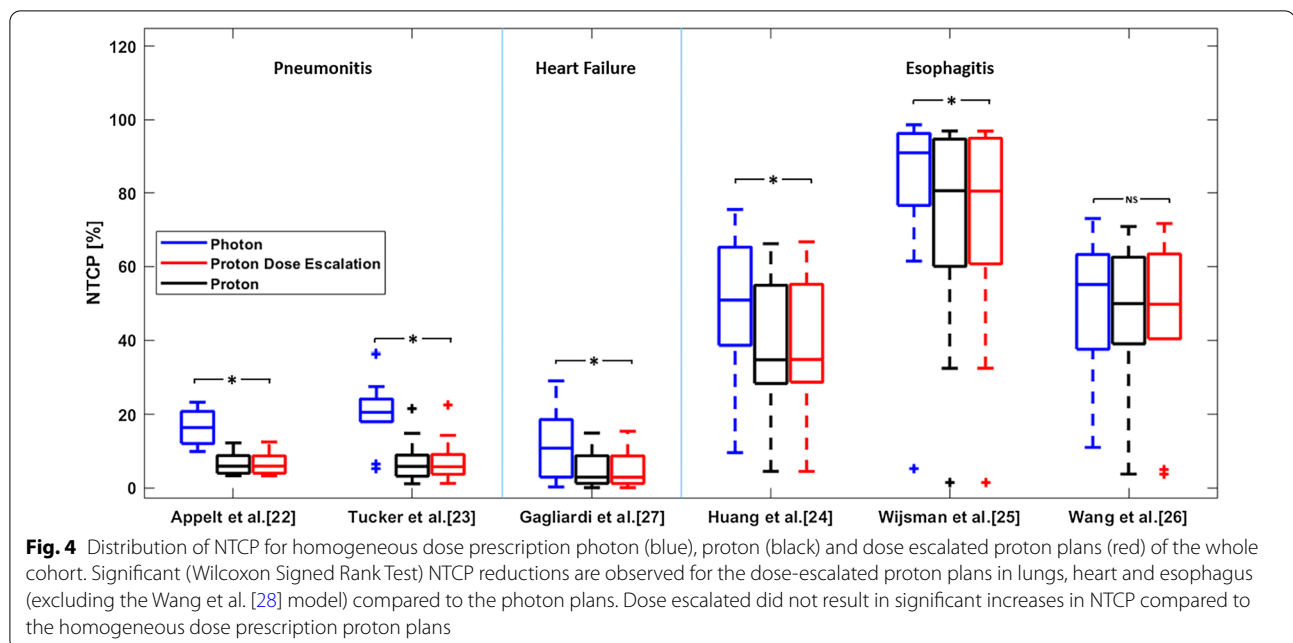 120
100
80
60
40
20
0
NTCP [%]
Pneumonitis
Heart Failure
Esophagitis
Photon
Proton Dose Escalation
Proton
*
*
*
*
*
NS
Appelt et al.[22] Tucker et al.[23] Gagliardi et al.[27] Huang et al.[24] Wijsman et al.[25] Wang et al.[26]
Fig. 4 Distribution of NTCP for homogeneous dose prescription photon (blue), proton (black) and dose escalated proton plans (red) of the whole
cohort. Significant (Wilcoxon Signed Rank Test) NTCP reductions are observed for the dose-escalated proton plans in lungs, heart and esophagus
(excluding the Wang et al. [28] model) compared to the photon plans. Dose escalated did not result in significant increases in NTCP compared to
the homogeneous dose prescription proton plans